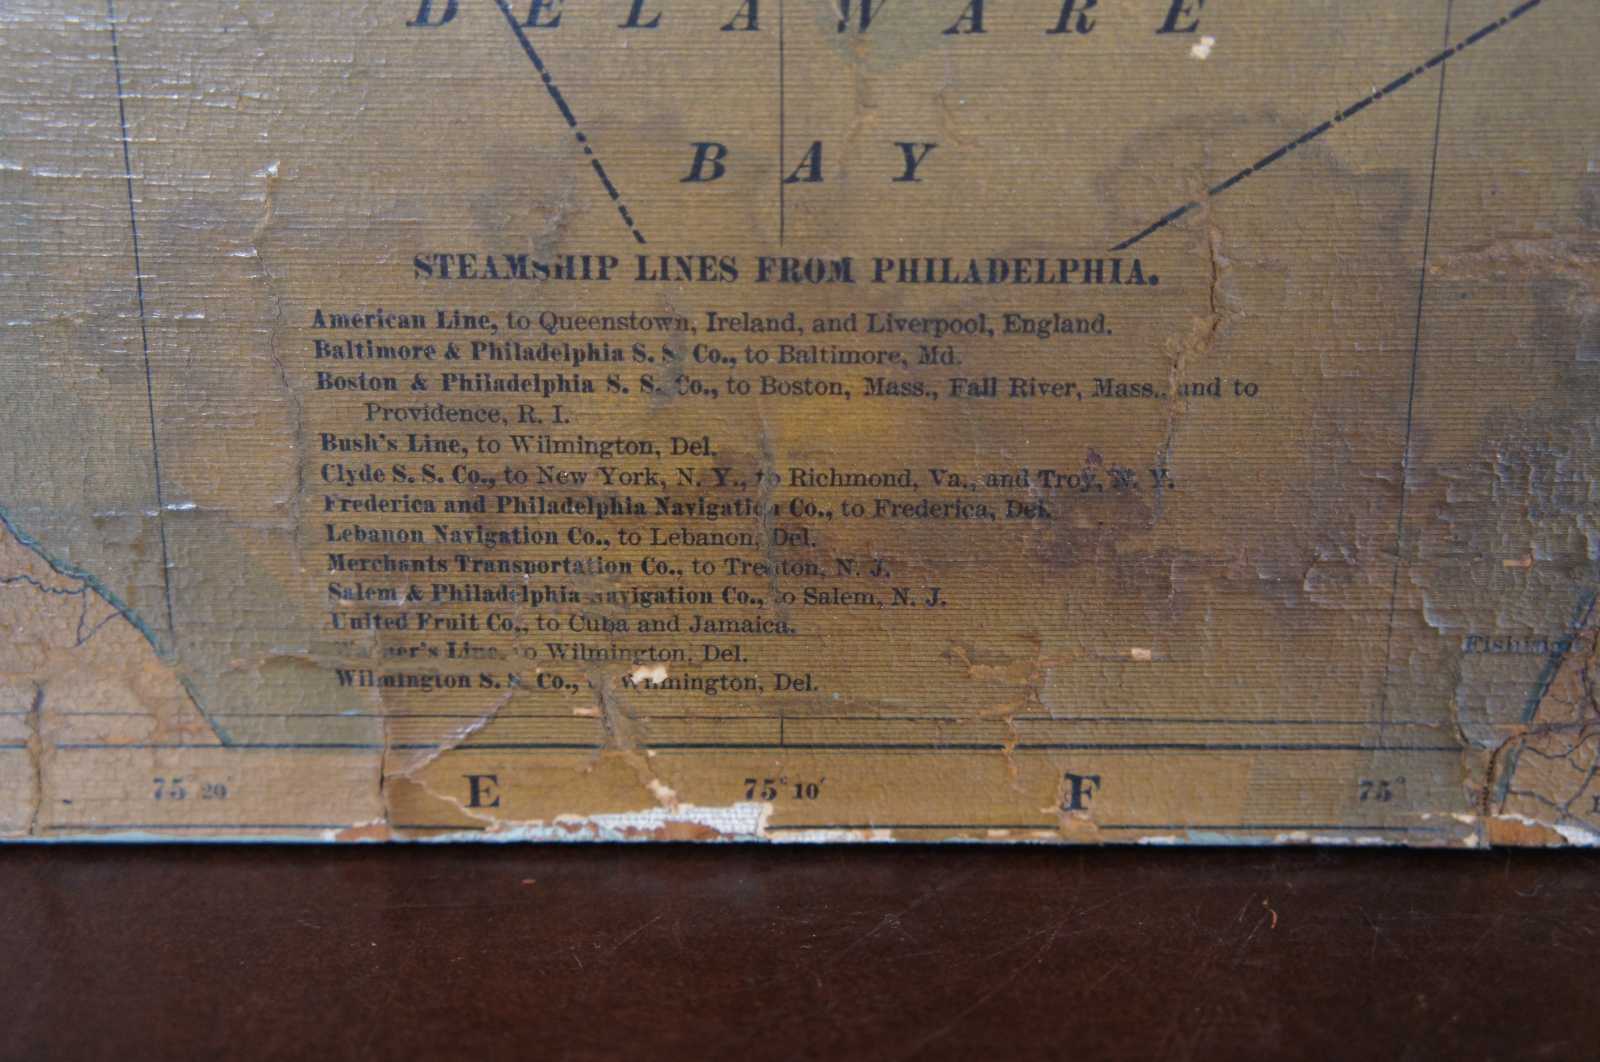 DELAWARE
BAY
STEAMSHIP LINES FROM PHILADELPHIA.
American Line, to Queenstown, Ireland, and Liverpool, England.
Baltimore & Philadelphia S. S. Co., to Baltimore, Md.
Boston & Philadelphia S. S. Co., to Boston, Mass., Fall River, Mass., and to
Providence, R. I.
Bush's Line, to Wilmington, Del.
Clyde S. S. Co., to New York, N. Y., to Richmond, Va., and Troy, N. Y.
Frederica and Philadelphia Navigation Co., to Frederica, Del.
Lebanon Navigation Co., to Lebanon, Del.
Merchants Transportation Co., to Trenton, N. J.
Salem & Philadelphia Navigation Co., to Salem, N. J.
United Fruit Co., to Cuba and Jamaica.
Line, to Wilmington, Del.
Wilmington S. S. Co., to Wilmington, Del.
75° 20' E 75° 10' F 75°